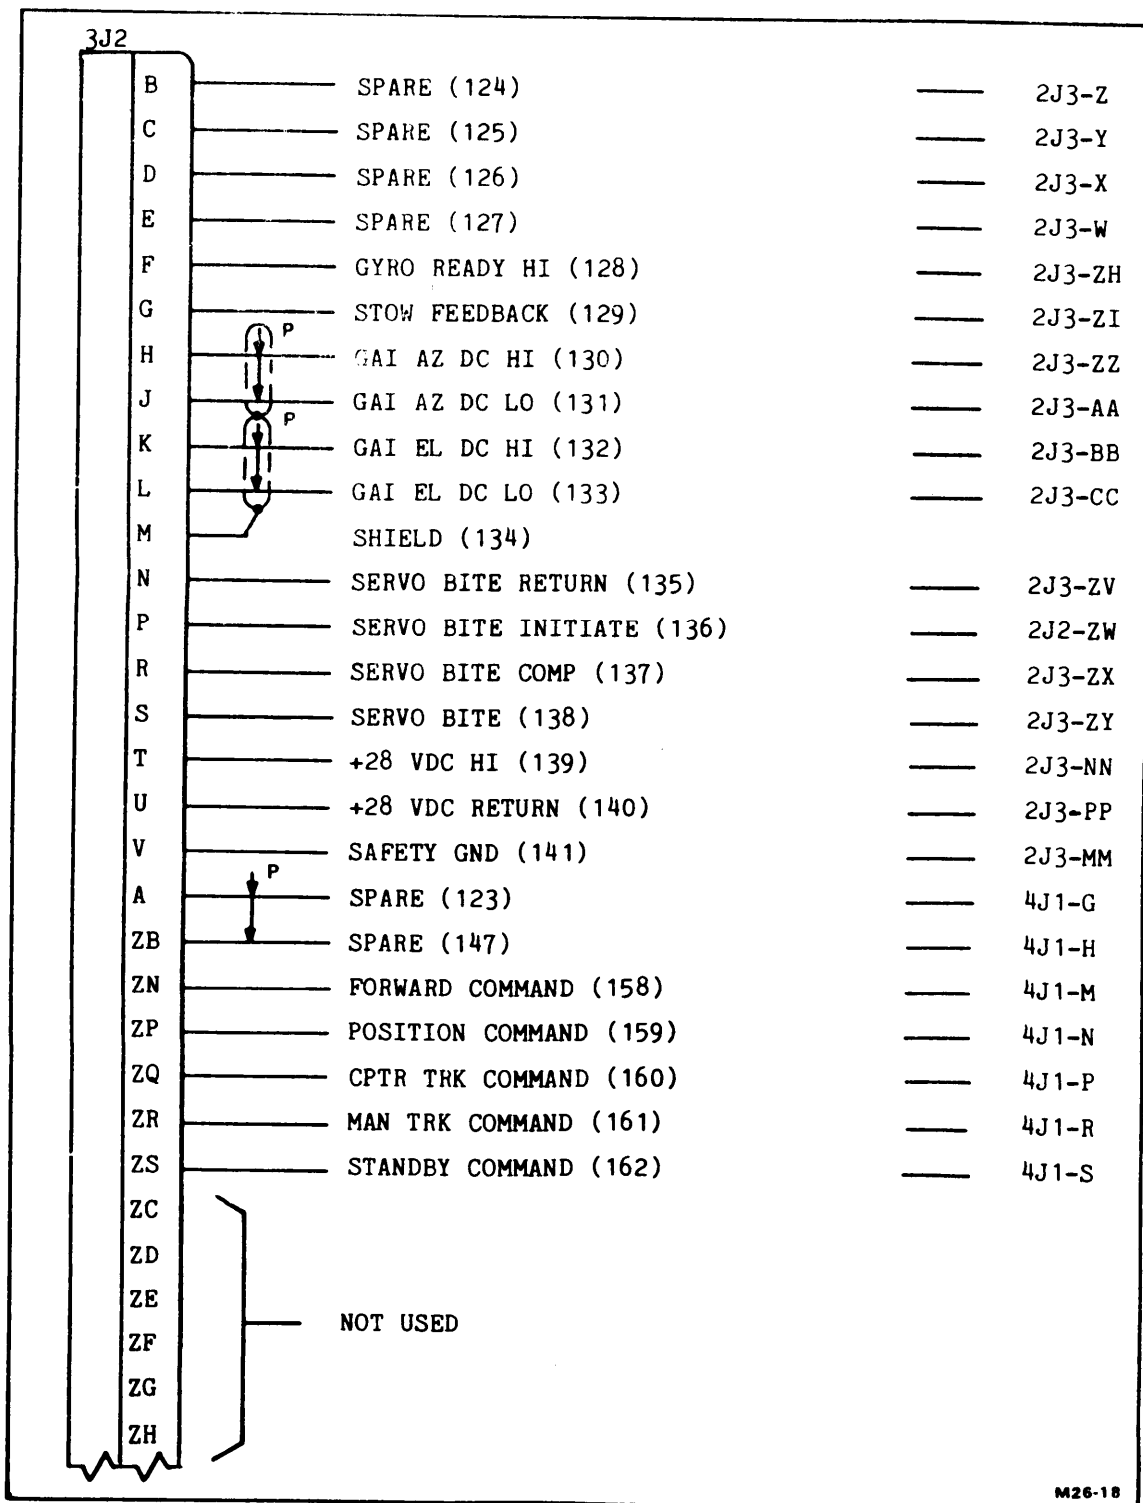 3J2
B SPARE (124) 2J3-Z
C SPARE (125) 2J3-Y
D SPARE (126) 2J3-X
E SPARE (127) 2J3-W
F GYRO READY HI (128) 2J3-ZH
G STOW FEEDBACK (129) 2J3-ZI
P
H GAI AZ DC HI (130) 2J3-ZZ
J GAI AZ DC LO (131) 2J3-AA
P
K GAI EL DC HI (132) 2J3-BB
L GAI EL DC LO (133) 2J3-CC
M SHIELD (134)
N SERVO BITE RETURN (135) 2J3-ZV
P SERVO BITE INITIATE (136) 2J2-ZW
R SERVO BITE COMP (137) 2J3-ZX
S SERVO BITE (138) 2J3-ZY
T +28 VDC HI (139) 2J3-NN
U +28 VDC RETURN (140) 2J3-PP
V SAFETY GND (141) 2J3-MM
P
A SPARE (123) 4J1-G
ZB SPARE (147) 4J1-H
ZN FORWARD COMMAND (158) 4J1-M
ZP POSITION COMMAND (159) 4J1-N
ZQ CPTR TRK COMMAND (160) 4J1-P
ZR MAN TRK COMMAND (161) 4J1-R
ZS STANDBY COMMAND (162) 4J1-S
ZC
ZD
ZE
NOT USED
ZF
ZG
ZH
M26-18